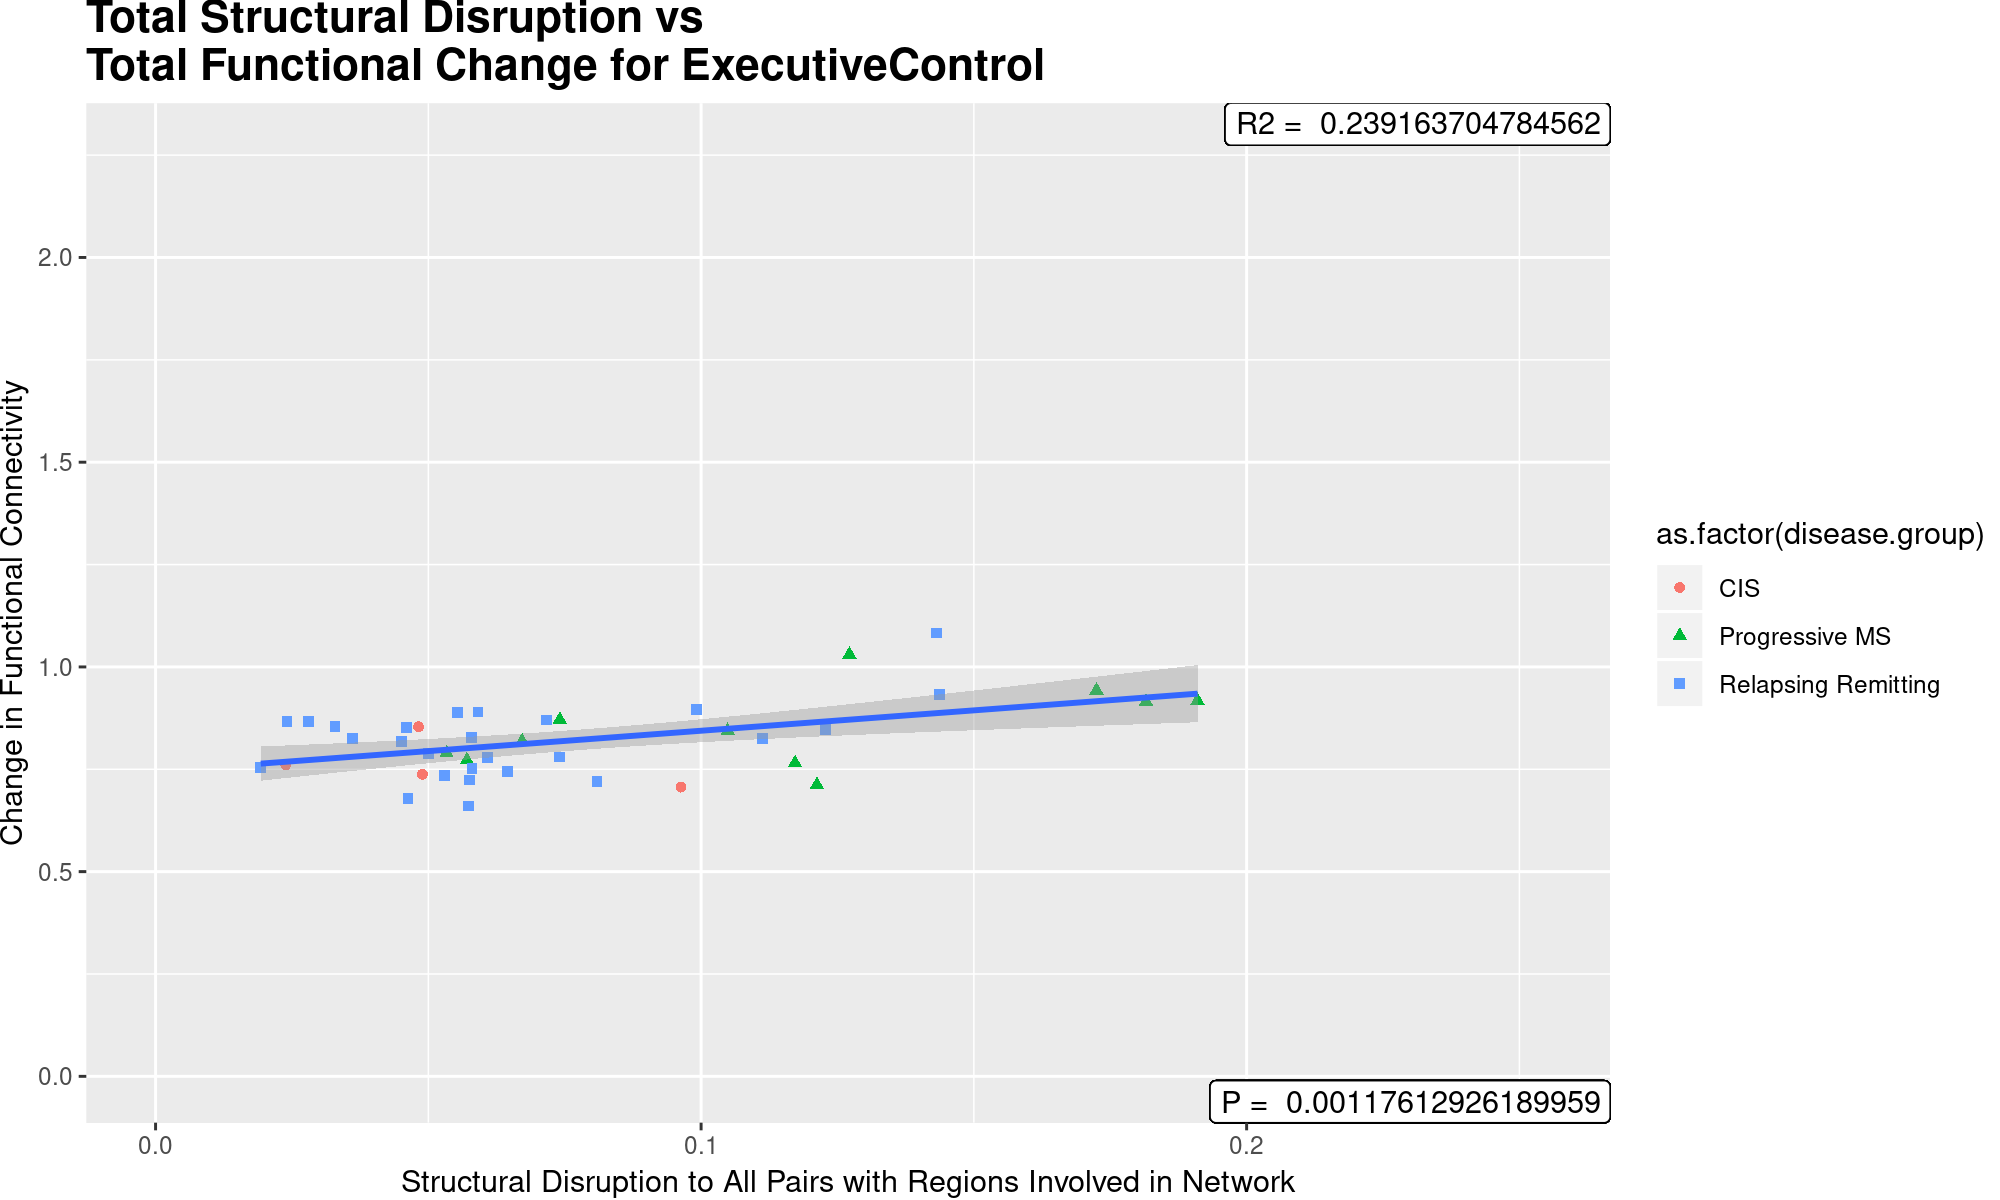 Total Structural Disruption vs
Total Functional Change for ExecutiveControl
R2 =  0.239163704784562
2.0
1.5
1.0
0.5
0.0
Change in Functional Connectivity
P =  0.00117612926189959
0.0
0.1
0.2
Structural Disruption to All Pairs with Regions Involved in Network
as.factor(disease.group)
CIS
Progressive MS
Relapsing Remitting